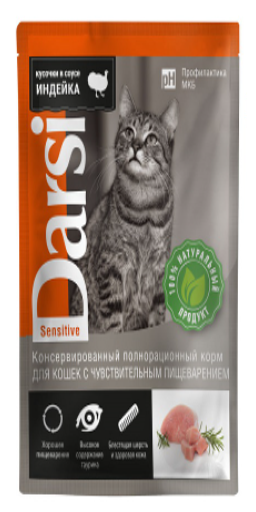 кусочки в соусе
ИНДЕЙКА
pH
Профилактика
МКБ
Darsi
Sensitive
100% НАТУРАЛЬНЫЙ
ПРОДУКТ
Консервированный полнорационный корм
ДЛЯ КОШЕК С ЧУВСТВИТЕЛЬНЫМ ПИЩЕВАРЕНИЕМ
Хорошее
пищеварение
Высокое
содержание
таурина
Блестящая шерсть
и здоровая кожа